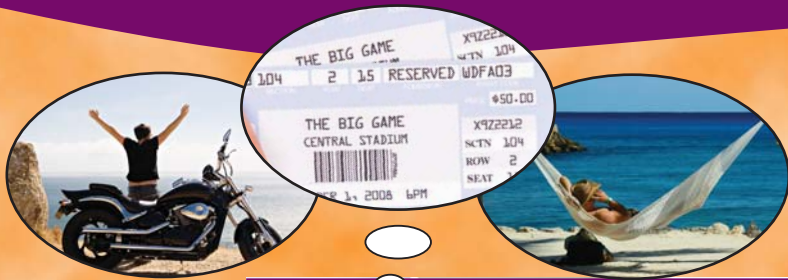 THE BIG GAME
X9Z221
SCTN 104
104 2 15 RESERVED WDFA03
$50.00
THE BIG GAME
CENTRAL STADIUM
X9Z2212
SCTN 104
ROW 2
SEAT
1, 2008 6PM